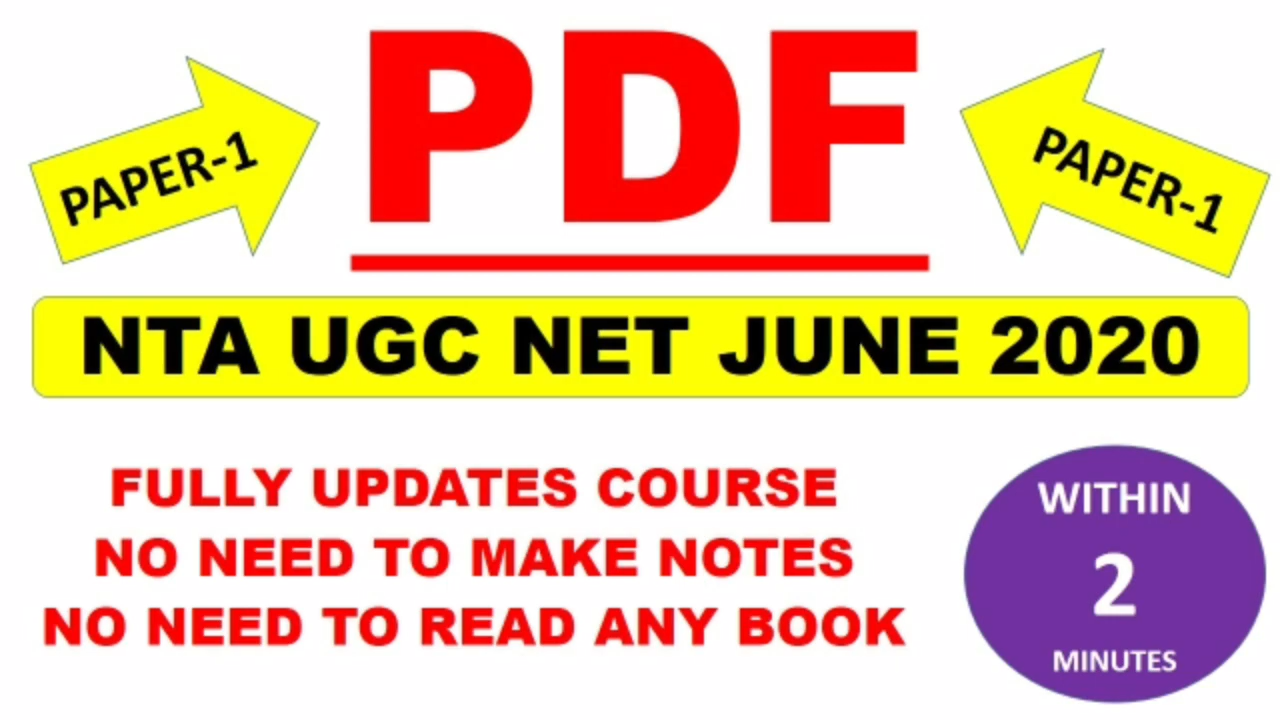 PDF
PAPER-1
PAPER-1
NTA UGC NET JUNE 2020
FULLY UPDATES COURSE
NO NEED TO MAKE NOTES
NO NEED TO READ ANY BOOK
WITHIN
2
MINUTES